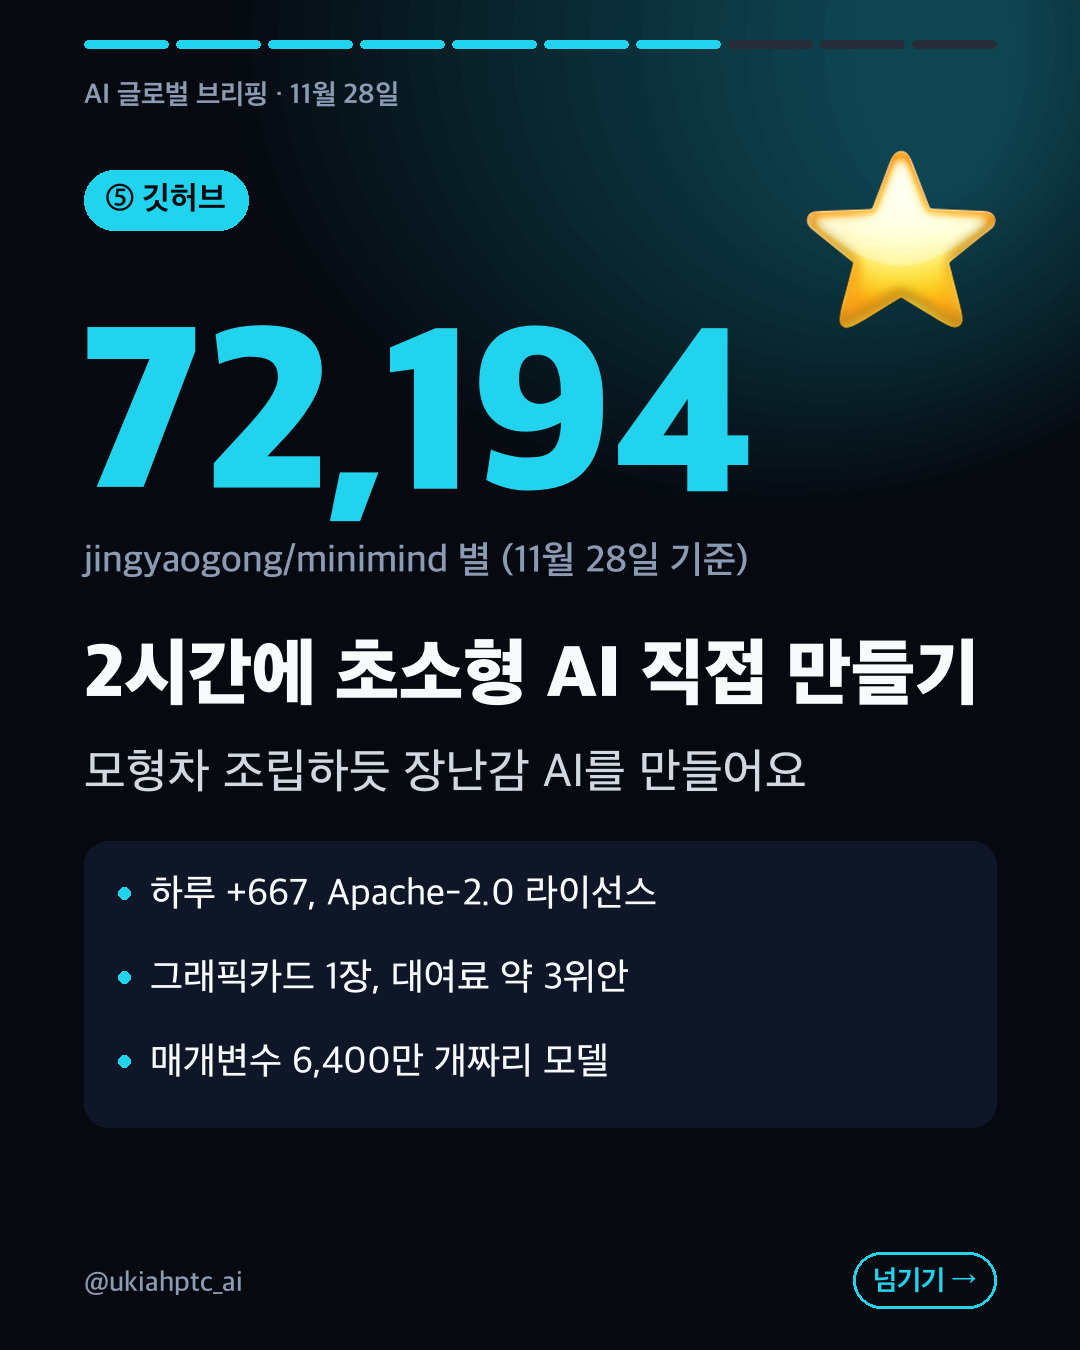 AI 글로벌 브리핑 · 11월 28일
⑤ 깃허브
72,194
jingyaogong/minimind 별 (11월 28일 기준)
2시간에 초소형 AI 직접 만들기
모형차 조립하듯 장난감 AI를 만들어요
• 하루 +667, Apache-2.0 라이선스
• 그래픽카드 1장, 대여료 약 3위안
• 매개변수 6,400만 개짜리 모델
@ukiahptc_ai
넘기기 →